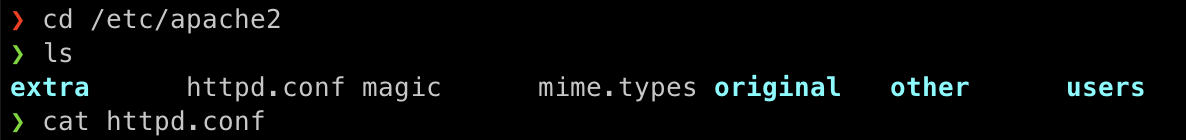 ❯ cd /etc/apache2
❯ ls
extra httpd.conf magic mime.types original other users
❯ cat httpd.conf